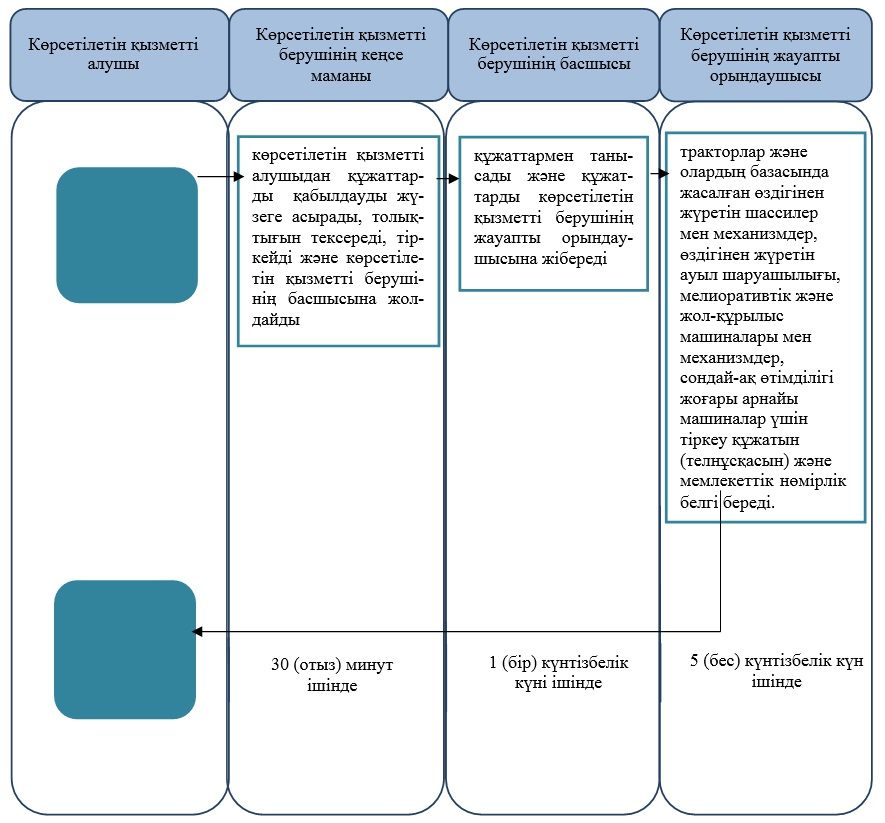 Көрсетілетін қызметті
алушы
Көрсетілетін қызметті
берушінің кеңсе
маманы
Көрсетілетін қызметті
берушінің басшысы
Көрсетілетін қызметті
берушінің жауапты
орындаушысы
көрсетілетін қызметті
алушыдан құжаттар-
ды қабылдауды жү-
зеге асырады, толық-
тығын тексереді, тір-
кейді және көрсетіле-
тін қызметті беруші-
нің басшысына жол-
дайды
құжаттармен таны-
сады және құжат-
тарды көрсетілетін
қызметті берушінің
жауапты орындау-
шысына жібереді
тракторлар және
олардың базасында
жасалған өздігінен
жүретін шассилер
мен механизмдер,
өздігінен жүретін
ауыл шаруашылығы,
мелиоративтік және
жол-құрылыс
машиналары мен
механизмдер,
сондай-ақ өтімділігі
жоғары арнайы
машиналар үшін
тіркеу құжатын
(телнұсқасын) және
мемлекеттік нөмірлік
белгі береді.
30 (отыз) минут
ішінде
1 (бір) күнтізбелік
күні ішінде
5 (бес) күнтізбелік күн
ішінде